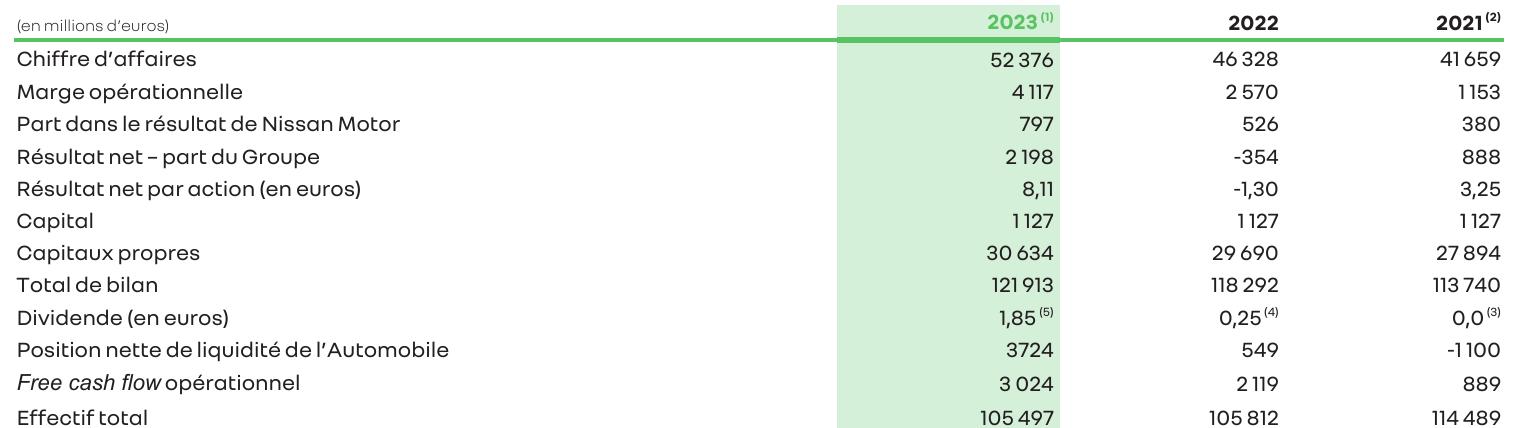 (en millions d'euros) 2023 (1) 2022 2021 (2)
Chiffre d'affaires 52 376 46 328 41 659
Marge opérationnelle 4 117 2 570 1 153
Part dans le résultat de Nissan Motor 797 526 380
Résultat net – part du Groupe 2 198 -354 888
Résultat net par action (en euros) 8,11 -1,30 3,25
Capital 1 127 1 127 1 127
Capitaux propres 30 634 29 690 27 894
Total de bilan 121 913 118 292 113 740
Dividende (en euros) 1,85 (5) 0,25 (4) 0,0 (3)
Position nette de liquidité de l'Automobile 3724 549 -1 100
Free cash flow opérationnel 3 024 2 119 889
Effectif total 105 497 105 812 114 489